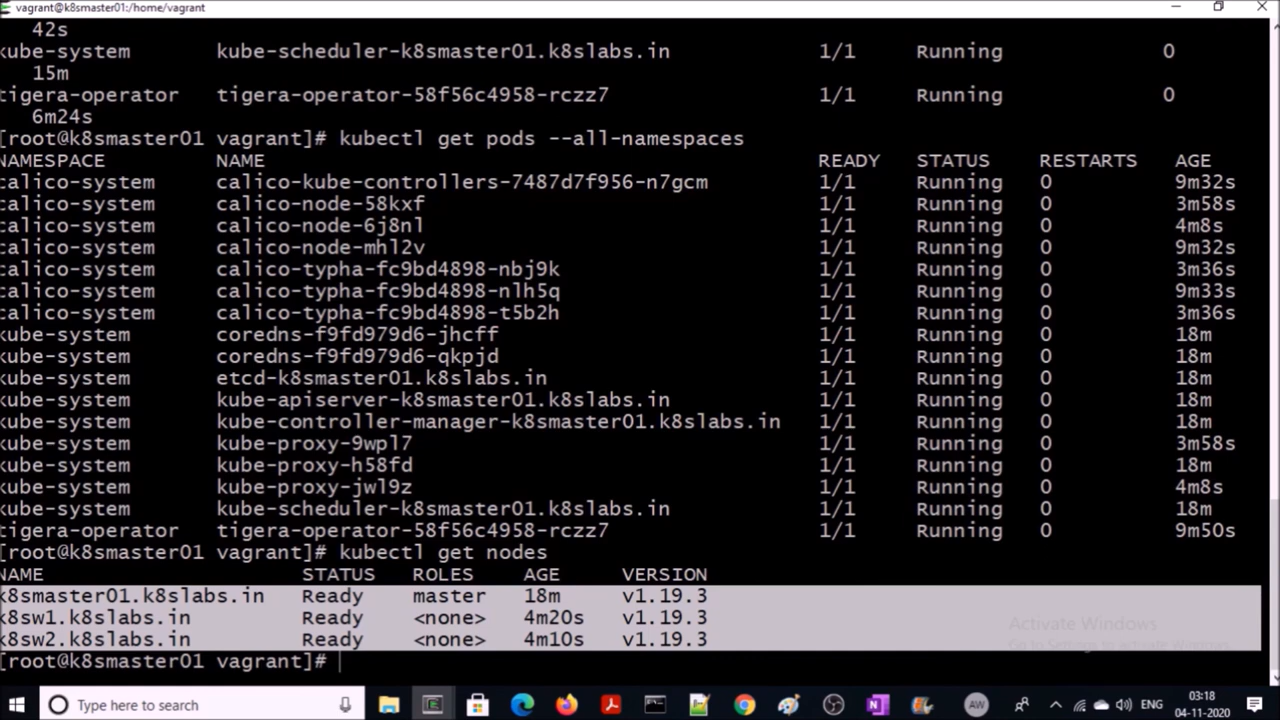 vagrant@k8smaster01:/home/vagrant
42s
kube-system kube-scheduler-k8smaster01.k8slabs.in 1/1 Running 0
15m
tigera-operator tigera-operator-58f56c4958-rczz7 1/1 Running 0
6m24s
[root@k8smaster01 vagrant]# kubectl get pods --all-namespaces
NAMESPACE NAME READY STATUS RESTARTS AGE
calico-system calico-kube-controllers-7487d7f956-n7gcm 1/1 Running 0 9m32s
calico-system calico-node-58kxf 1/1 Running 0 3m58s
calico-system calico-node-6j8nl 1/1 Running 0 4m8s
calico-system calico-node-mhl2v 1/1 Running 0 9m32s
calico-system calico-typha-fc9bd4898-nbj9k 1/1 Running 0 3m36s
calico-system calico-typha-fc9bd4898-nlh5q 1/1 Running 0 9m33s
calico-system calico-typha-fc9bd4898-t5b2h 1/1 Running 0 3m36s
kube-system coredns-f9fd979d6-jhcff 1/1 Running 0 18m
kube-system coredns-f9fd979d6-qkpjd 1/1 Running 0 18m
kube-system etcd-k8smaster01.k8slabs.in 1/1 Running 0 18m
kube-system kube-apiserver-k8smaster01.k8slabs.in 1/1 Running 0 18m
kube-system kube-controller-manager-k8smaster01.k8slabs.in 1/1 Running 0 18m
kube-system kube-proxy-9wpl7 1/1 Running 0 3m58s
kube-system kube-proxy-h58fd 1/1 Running 0 18m
kube-system kube-proxy-jwl9z 1/1 Running 0 4m8s
kube-system kube-scheduler-k8smaster01.k8slabs.in 1/1 Running 0 18m
tigera-operator tigera-operator-58f56c4958-rczz7 1/1 Running 0 9m50s
[root@k8smaster01 vagrant]# kubectl get nodes
NAME STATUS ROLES AGE VERSION
k8smaster01.k8slabs.in Ready master 18m v1.19.3
k8sw1.k8slabs.in Ready <none> 4m20s v1.19.3
k8sw2.k8slabs.in Ready <none> 4m10s v1.19.3
Activate Windows
Go to Settings to activate Windows.
[root@k8smaster01 vagrant]#
Type here to search
AW
ENG
03:18
04-11-2020